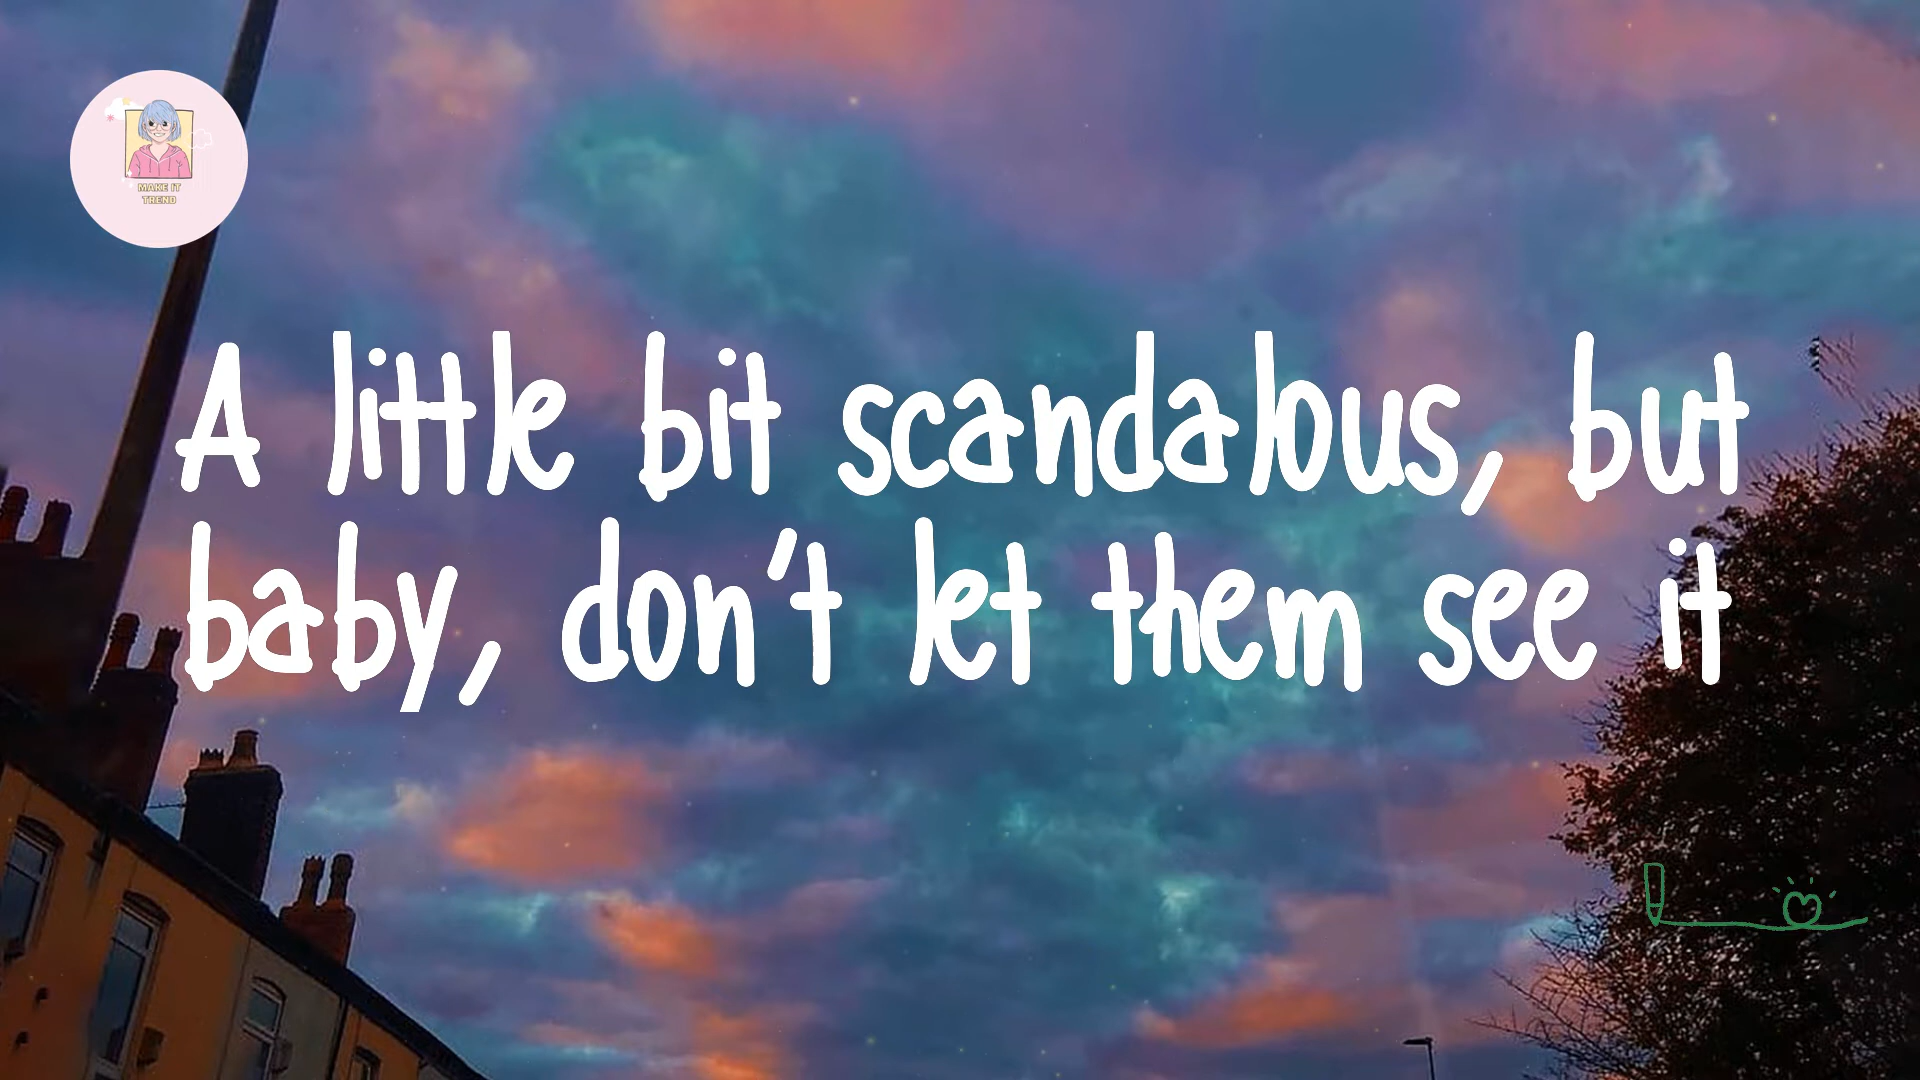 MAKE IT
TREND
A little bit scandalous, but
baby, don't let them see it